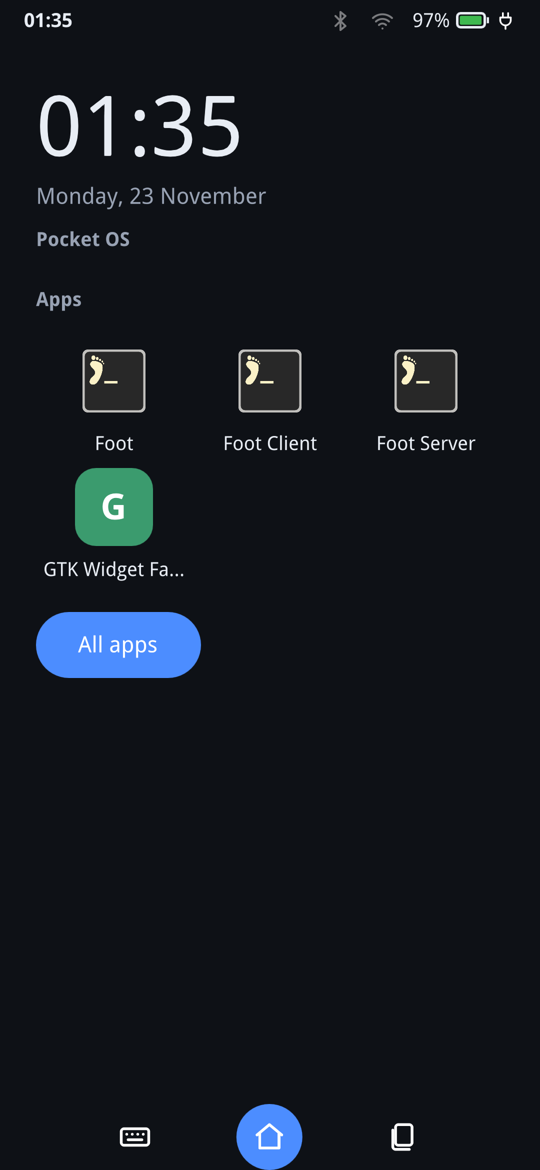 01:35 97%
01:35
Monday, 23 November
Pocket OS
Apps
Foot Foot Client Foot Server
G
GTK Widget Fa...
All apps